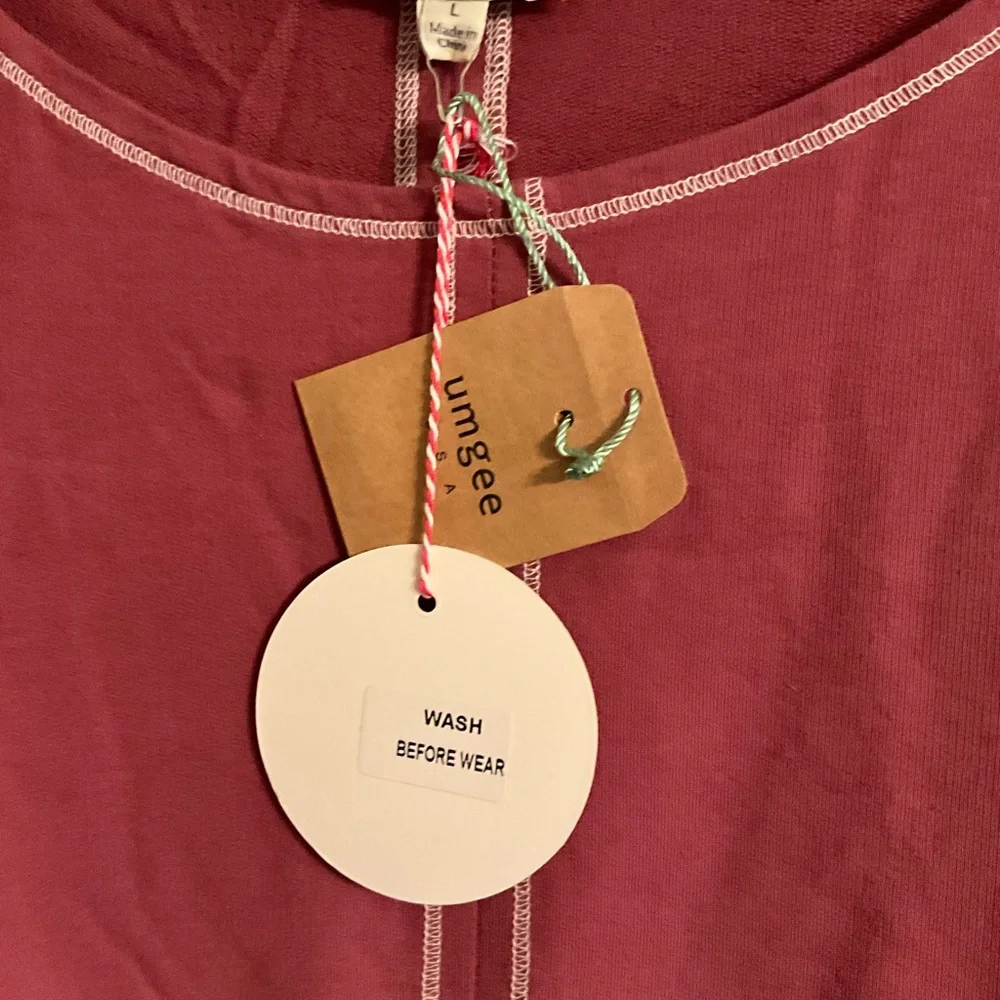 L
Made in
umgee
S A
WASH
BEFORE WEAR